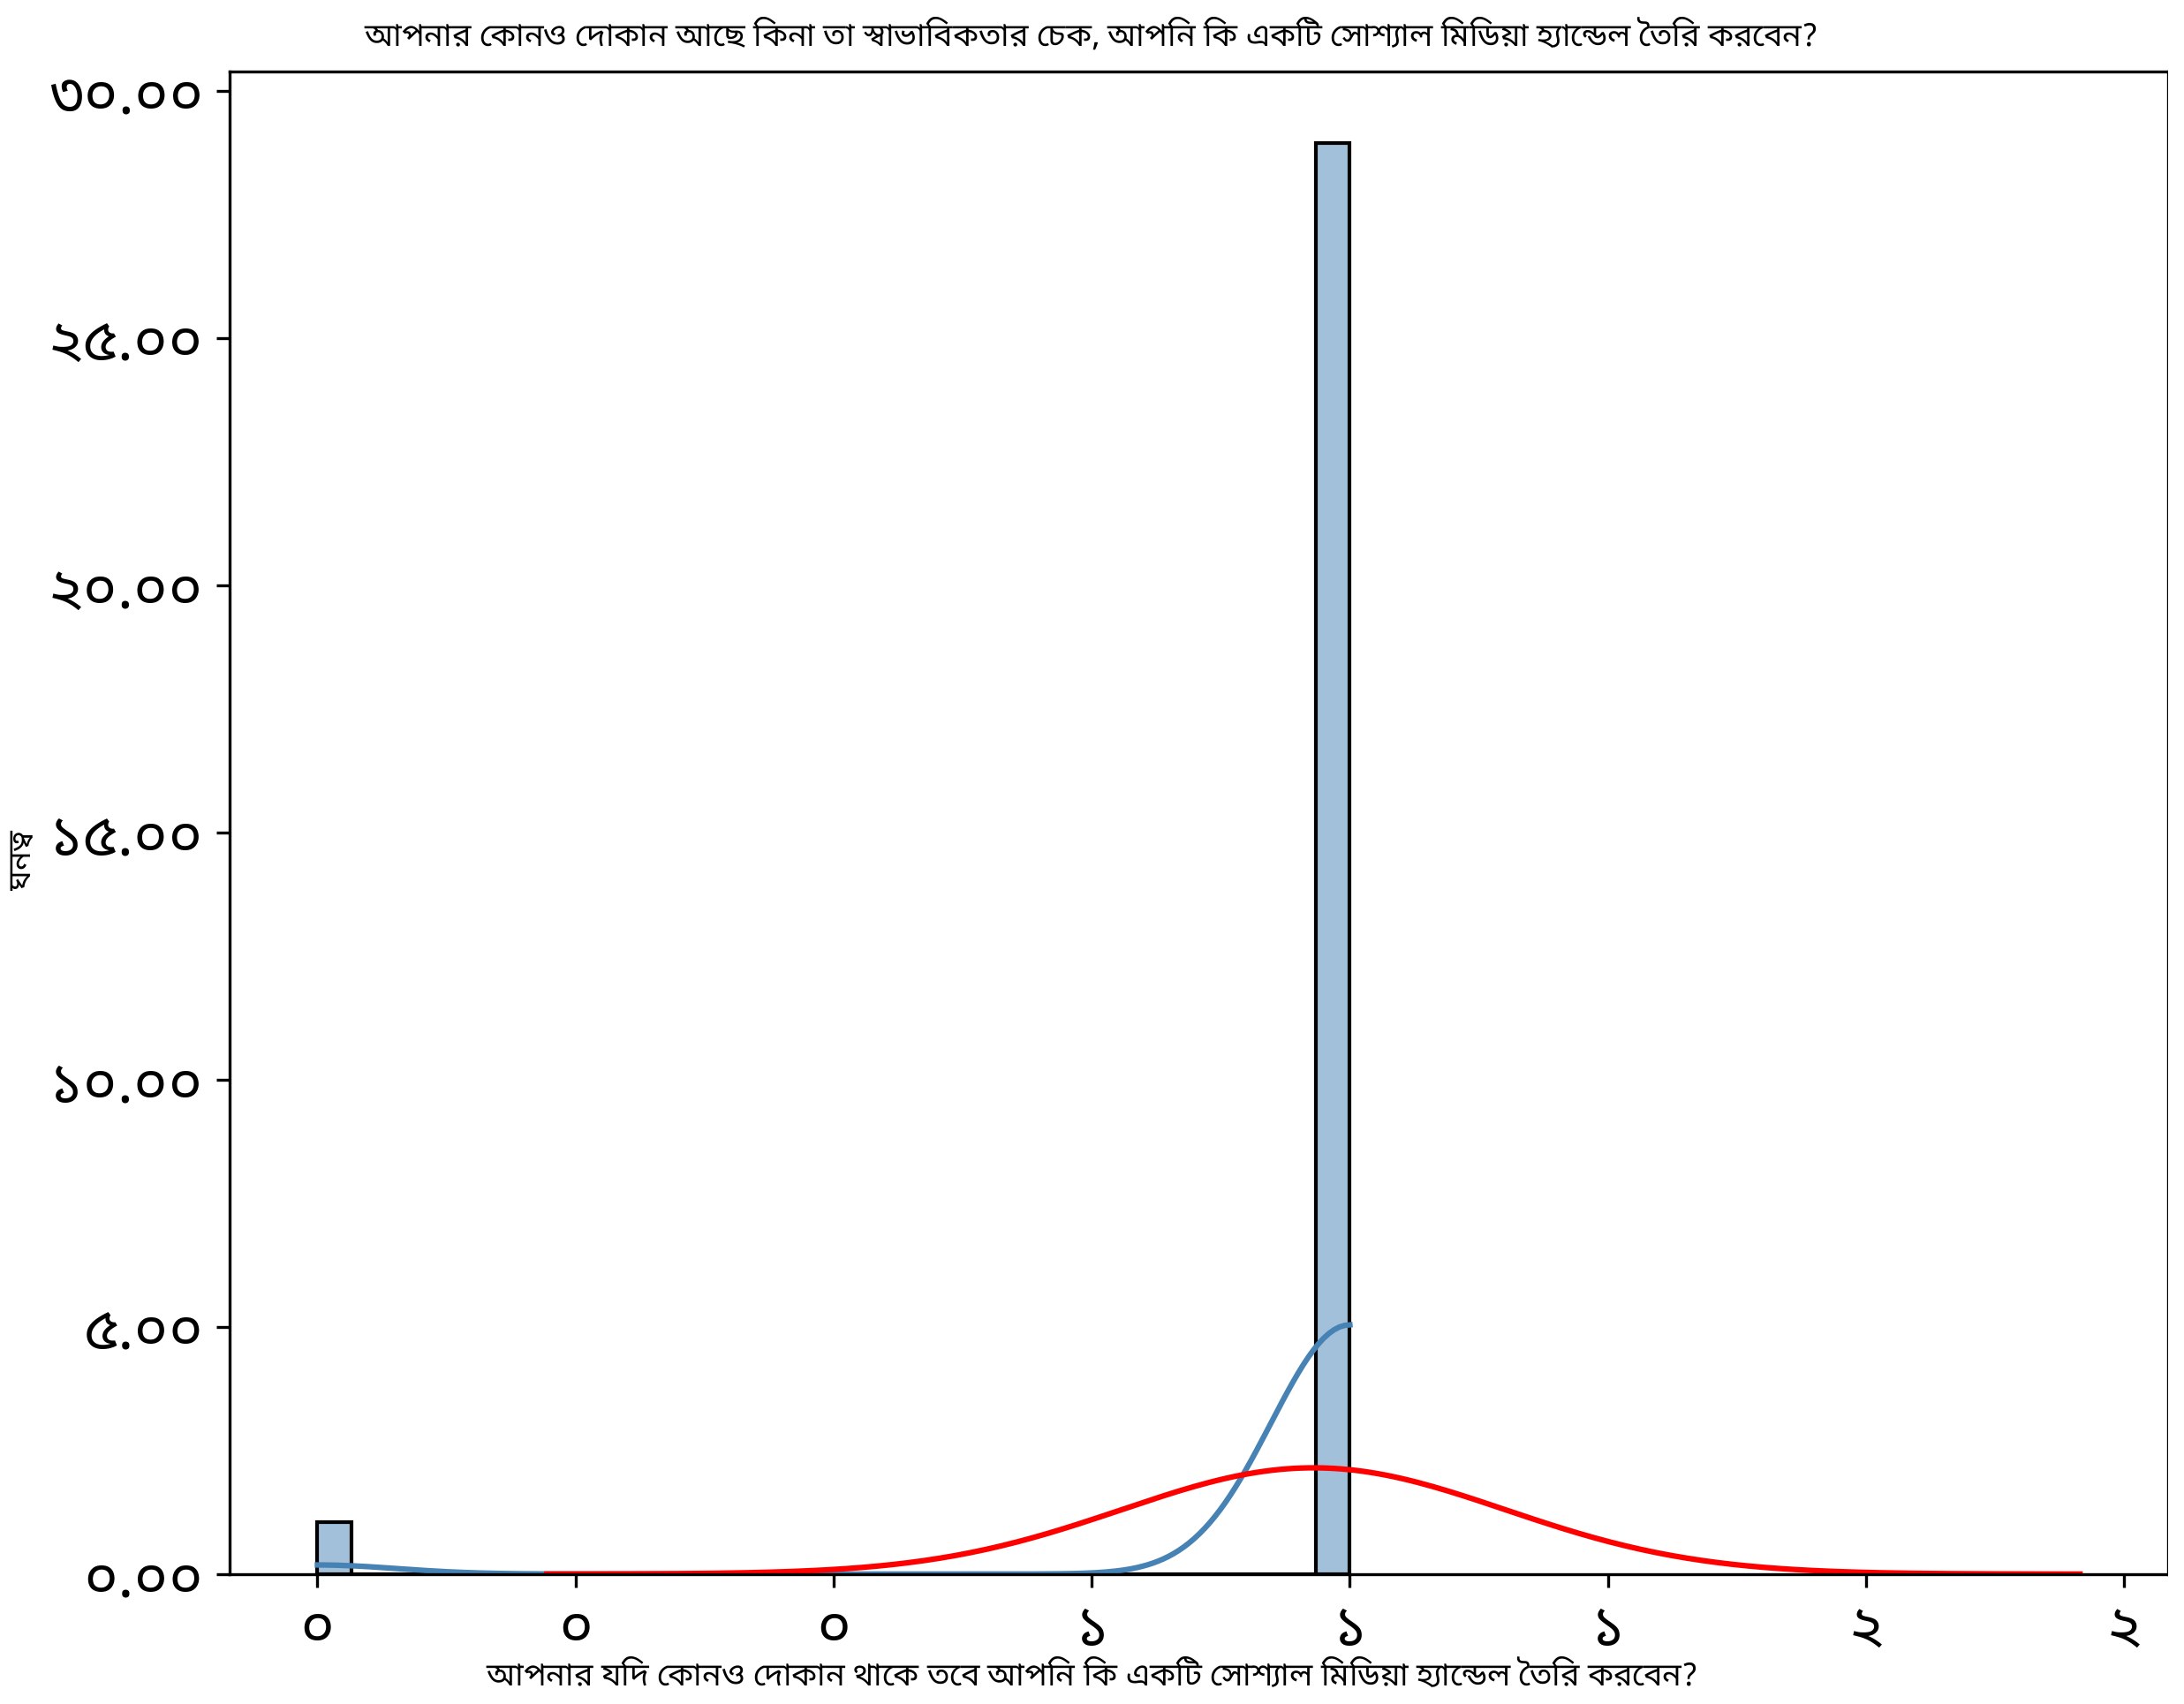 আপনার কোনও দোকান আছে কিনা তা স্বাভাবিকতার চেক, আপনি কি একটি সোশ্যাল মিডিয়া হ্যান্ডেল তৈরি করবেন?
৩০.০০
২৫.০০
২০.০০
১৫.০০
১০.০০
৫.০০
০.০০
ঘনত্ব
০ ০ ০ ১ ১ ১ ২ ২
আপনার যদি কোনও দোকান থাকে তবে আপনি কি একটি সোশ্যাল মিডিয়া হ্যান্ডেল তৈরি করবেন?